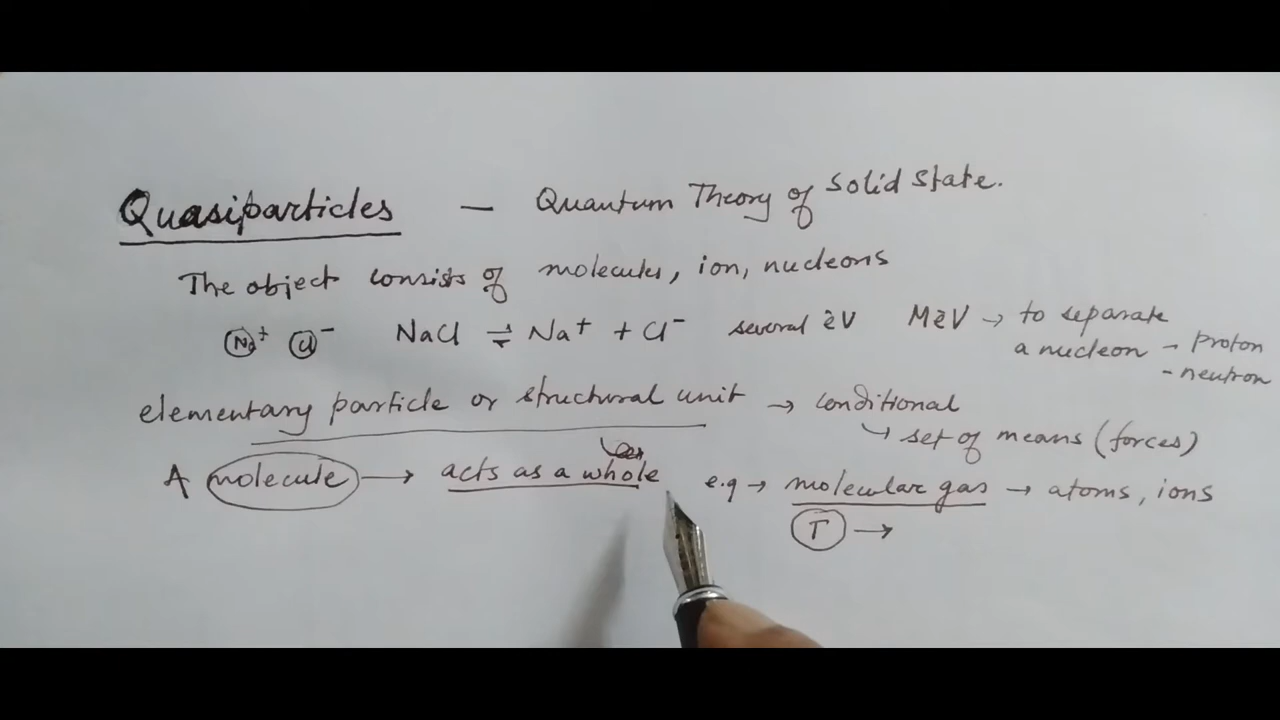 Quasiparticles — Quantum Theory of Solid State.
The object consists of molecules, ion, nucleons
Na⁺ Cl⁻ NaCl ⇌ Na⁺ + Cl⁻ several eV MeV → to separate
a nucleon - proton
- neutron
elementary particle or structural unit → conditional
↳ set of means (forces)
A molecule → acts as a whole e.g → molecular gas → atoms, ions
T →